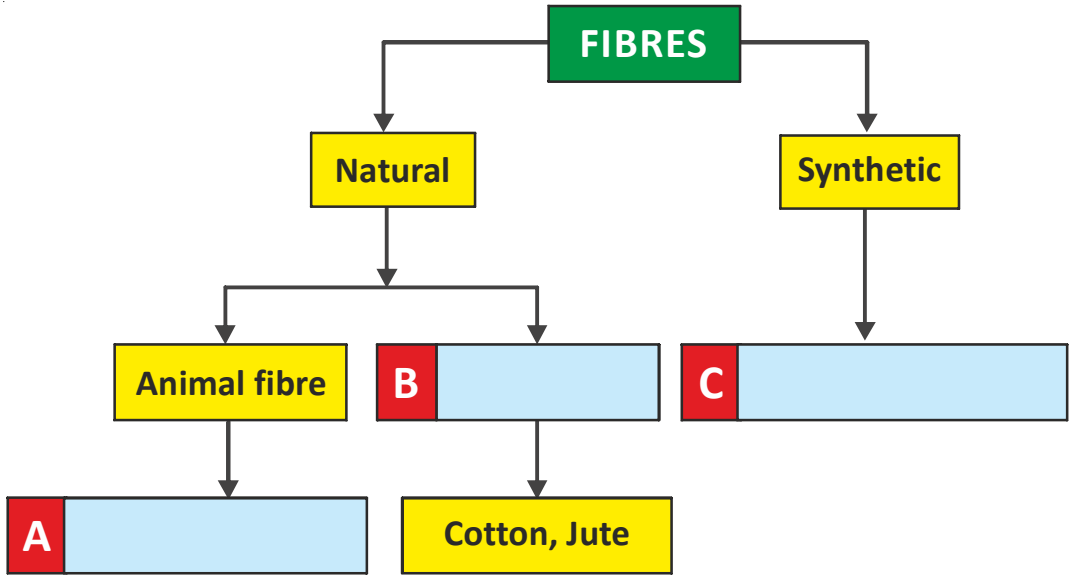 FIBRES
Natural
Synthetic
Animal fibre
B
C
A
Cotton, Jute